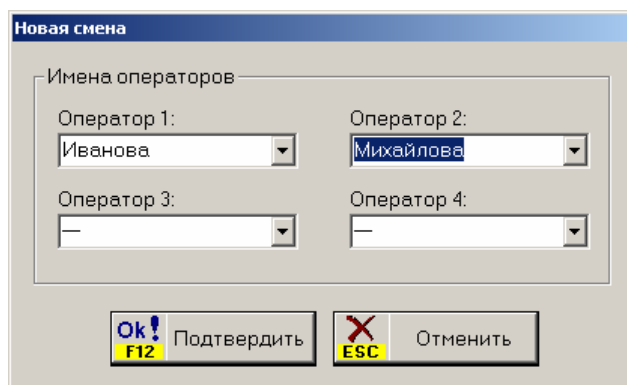 Новая смена
Имена операторов
Оператор 1: Оператор 2:
Иванова Михайлова
Оператор 3: Оператор 4:
— —
Ok! Подтвердить Отменить
F12 ESC